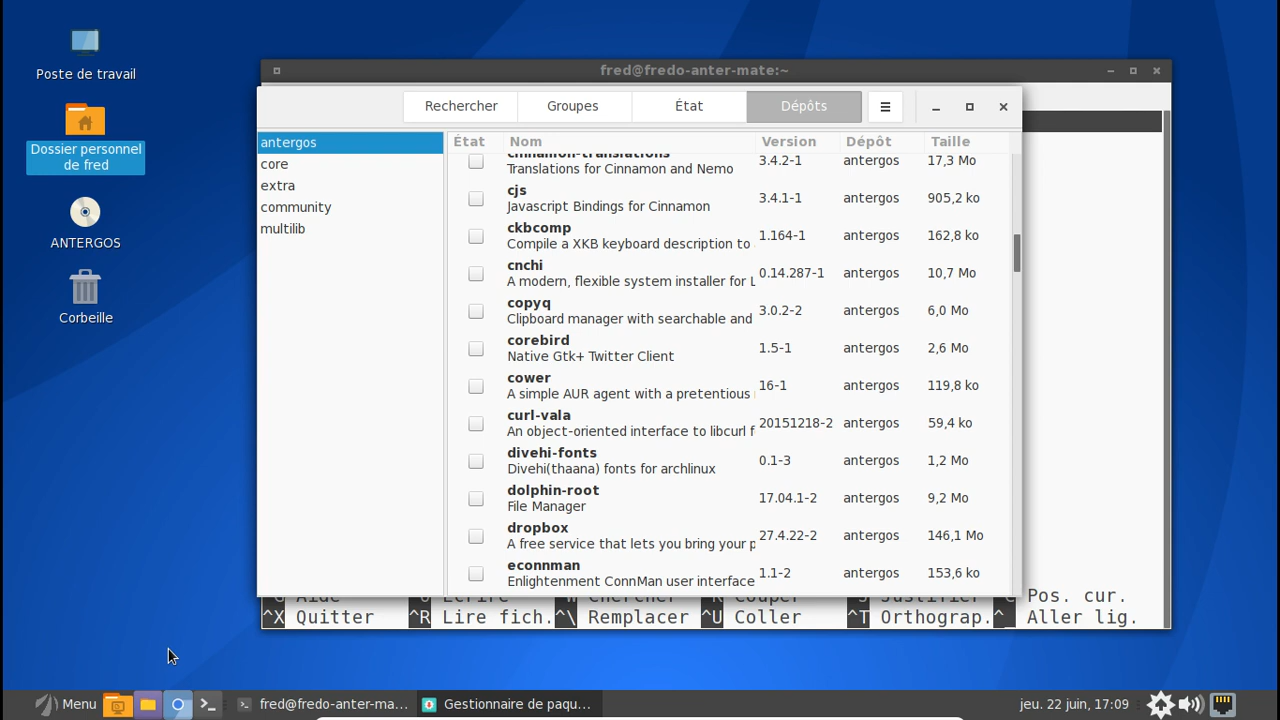 Poste de travail
Dossier personnel
de fred
ANTERGOS
Corbeille
fred@fredo-anter-mate:~
Rechercher Groupes État Dépôts
antergos
core
extra
community
multilib
État Nom Version Dépôt Taille
cinnamon-translations 3.4.2-1 antergos 17,3 Mo
Translations for Cinnamon and Nemo
cjs 3.4.1-1 antergos 905,2 ko
Javascript Bindings for Cinnamon
ckbcomp 1.164-1 antergos 162,8 ko
Compile a XKB keyboard description to
cnchi 0.14.287-1 antergos 10,7 Mo
A modern, flexible system installer for L
copyq 3.0.2-2 antergos 6,0 Mo
Clipboard manager with searchable and
corebird 1.5-1 antergos 2,6 Mo
Native Gtk+ Twitter Client
cower 16-1 antergos 119,8 ko
A simple AUR agent with a pretentious
curl-vala 20151218-2 antergos 59,4 ko
An object-oriented interface to libcurl f
divehi-fonts 0.1-3 antergos 1,2 Mo
Divehi(thaana) fonts for archlinux
dolphin-root 17.04.1-2 antergos 9,2 Mo
File Manager
dropbox 27.4.22-2 antergos 146,1 Mo
A free service that lets you bring your p
econnman 1.1-2 antergos 153,6 ko
Enlightenment ConnMan user interface
^G Aide ^O Écrire ^W Chercher ^K Couper ^J Justifier ^C Pos. cur.
^X Quitter ^R Lire fich. ^\ Remplacer ^U Coller ^T Orthograp. ^_ Aller lig.
Menu fred@fredo-anter-ma... Gestionnaire de paqu... jeu. 22 juin, 17:09